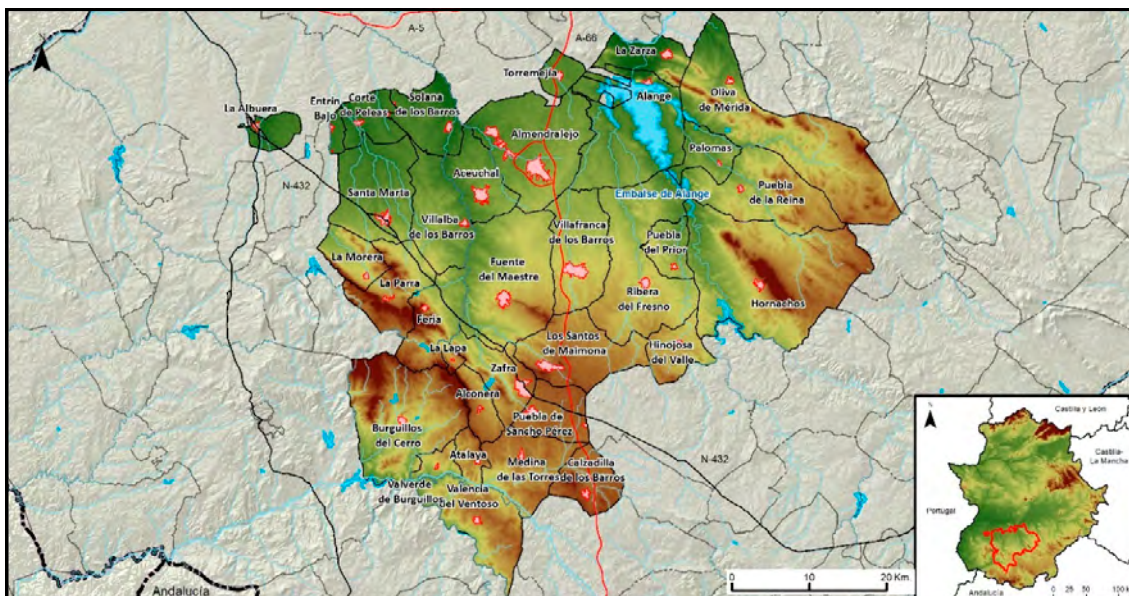 A-5
A-66
La Zarza
Torremejía
Alange
Oliva
de Mérida
La Albuera
Entrín
Bajo
Corte
de Peleas
Solana
de los Barros
Almendralejo
Palomas
Aceuchal
N-432
Santa Marta
Embalse de Alange
Puebla
de la Reina
Villalba
de los Barros
Villafranca
de los Barros
Puebla
del Prior
La Morera
Fuente
del Maestre
La Parra
Ribera
del Fresno
Hornachos
Feria
Los Santos
de Maimona
Hinojosa
del Valle
La Lapa
Zafra
Alconera
Puebla de
Sancho Pérez
Burguillos
del Cerro
Atalaya
Medina
de las Torres
Calzadilla
de los Barros
N-432
Valverde
de Burguillos
Valencia
del Ventoso
Andalucía
0 10 20 Km.
Castilla y León
Castilla-
La Mancha
Portugal
Andalucía
0 25 50 100 k